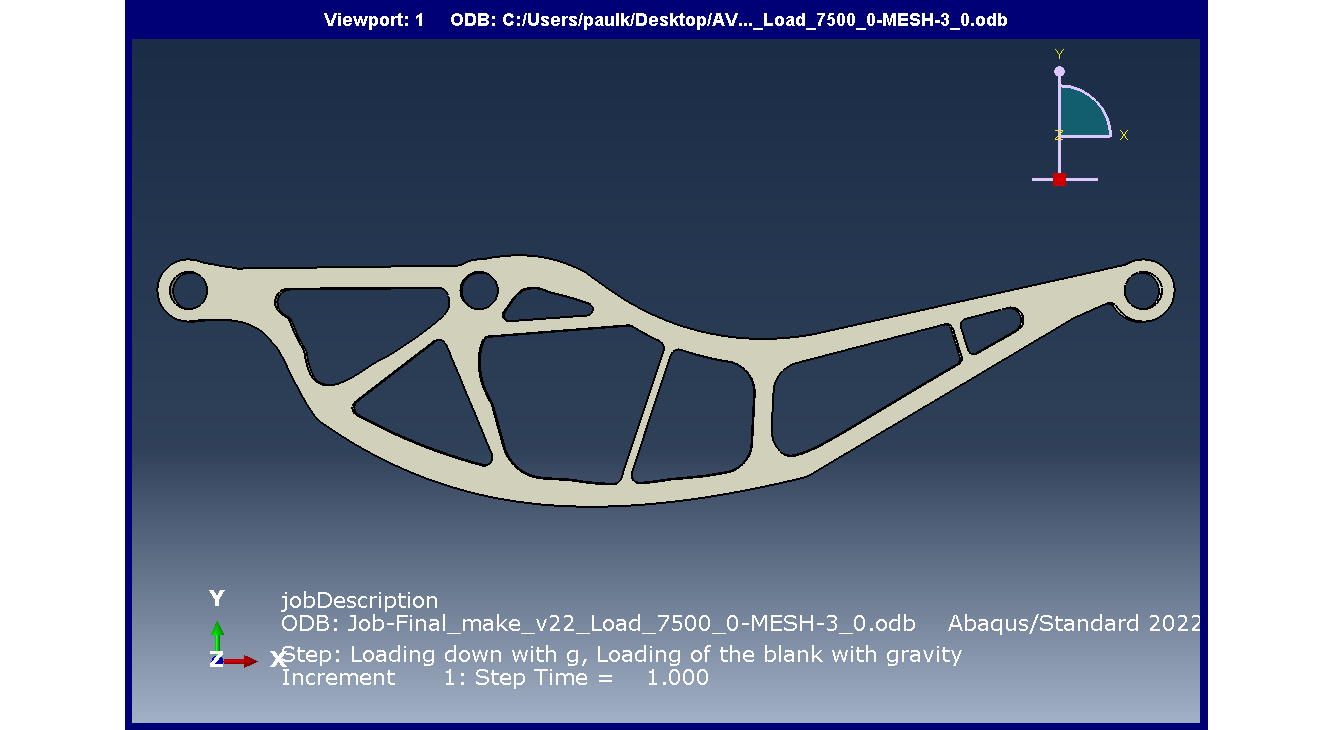 Viewport: 1 ODB: C:/Users/paulk/Desktop/AV..._Load_7500_0-MESH-3_0.odb
Y
Z X
jobDescription
ODB: Job-Final_make_v22_Load_7500_0-MESH-3_0.odb Abaqus/Standard 2022
Step: Loading down with g, Loading of the blank with gravity
Increment 1: Step Time = 1.000
Y
Z X